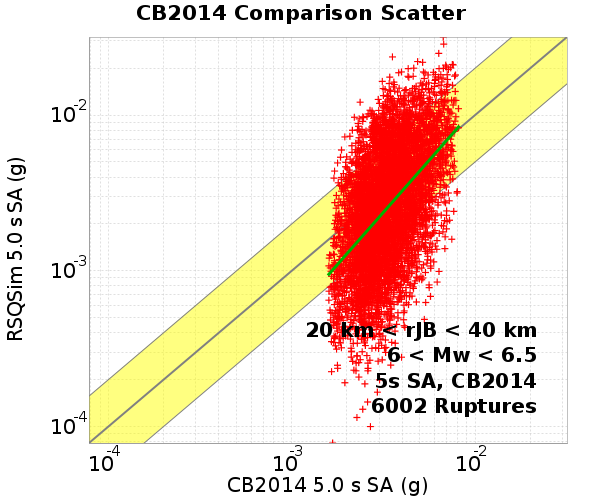 CB2014 Comparison Scatter
RSQSim 5.0 s SA (g)
10-2
10-3
10-4
20 km < rJB < 40 km
6 < Mw < 6.5
5s SA, CB2014
6002 Ruptures
10-4 10-3 10-2
CB2014 5.0 s SA (g)